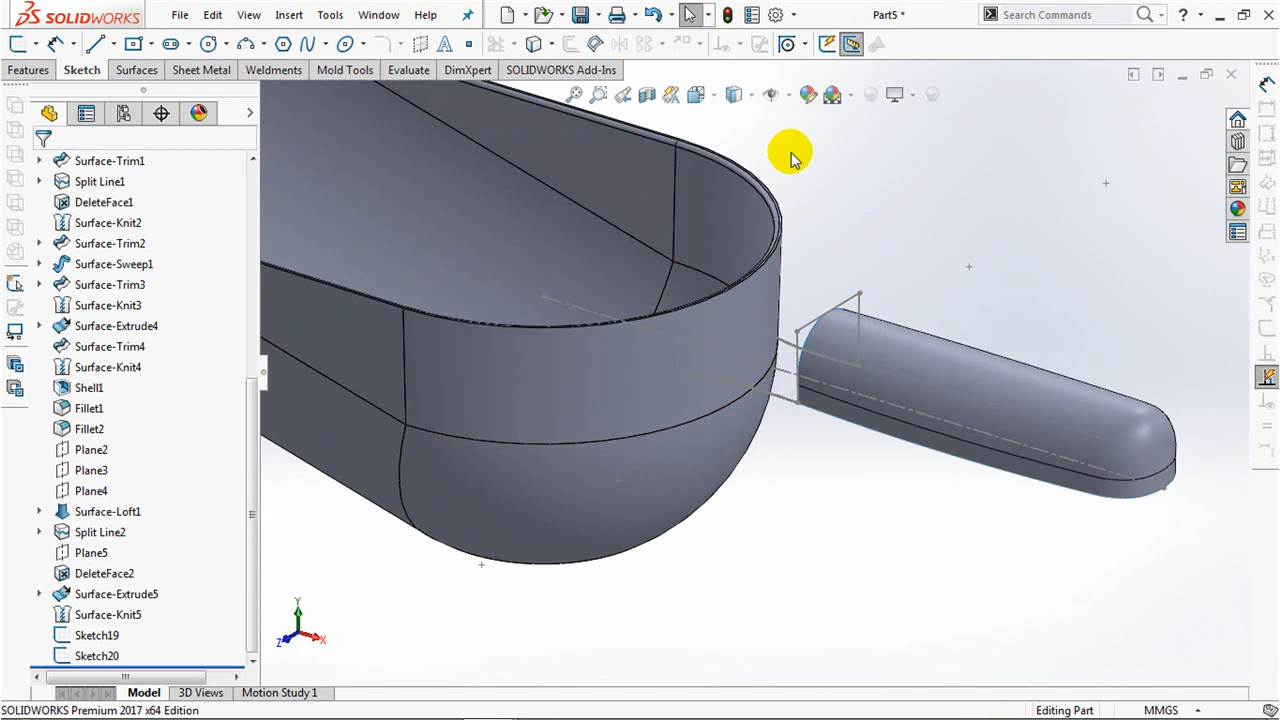 SOLIDWORKS File Edit View Insert Tools Window Help Part5 * Search Commands ?
Features Sketch Surfaces Sheet Metal Weldments Mold Tools Evaluate DimXpert SOLIDWORKS Add-Ins
Surface-Trim1
Split Line1
DeleteFace1
Surface-Knit2
Surface-Trim2
Surface-Sweep1
Surface-Trim3
Surface-Knit3
Surface-Extrude4
Surface-Trim4
Surface-Knit4
Shell1
Fillet1
Fillet2
Plane2
Plane3
Plane4
Surface-Loft1
Split Line2
Plane5
DeleteFace2
Surface-Extrude5
Surface-Knit5
Sketch19
Sketch20
Y
Z X
Model 3D Views Motion Study 1
SOLIDWORKS Premium 2017 x64 Edition Editing Part MMGS